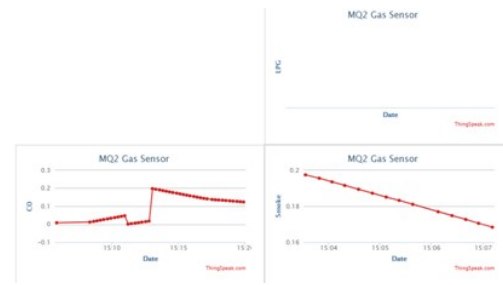 MQ2 Gas Sensor
LPG
Date
ThingSpeak.com
MQ2 Gas Sensor
CO
0.3
0.2
0.1
0
-0.1
15:10
15:15
15:2
Date
ThingSpeak.com
MQ2 Gas Sensor
Smoke
0.2
0.18
0.16
15:04
15:05
15:06
15:07
Date
ThingSpeak.com